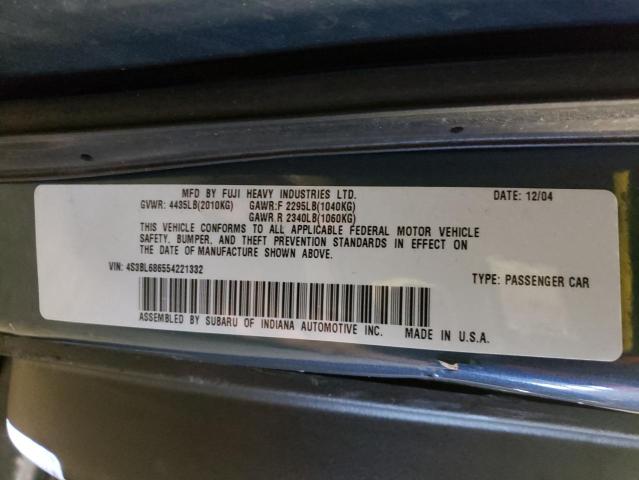 MFD BY FUJI HEAVY INDUSTRIES LTD. DATE: 12/04
GVWR: 4435LB(2010KG) GAWR:F 2295LB(1040KG)
GAWR:R 2340LB(1060KG)
THIS VEHICLE CONFORMS TO ALL APPLICABLE FEDERAL MOTOR VEHICLE
SAFETY, BUMPER, AND THEFT PREVENTION STANDARDS IN EFFECT ON
THE DATE OF MANUFACTURE SHOWN ABOVE.
VIN: 4S3BL686554221332 TYPE: PASSENGER CAR
ASSEMBLED BY SUBARU OF INDIANA AUTOMOTIVE INC. MADE IN U.S.A.